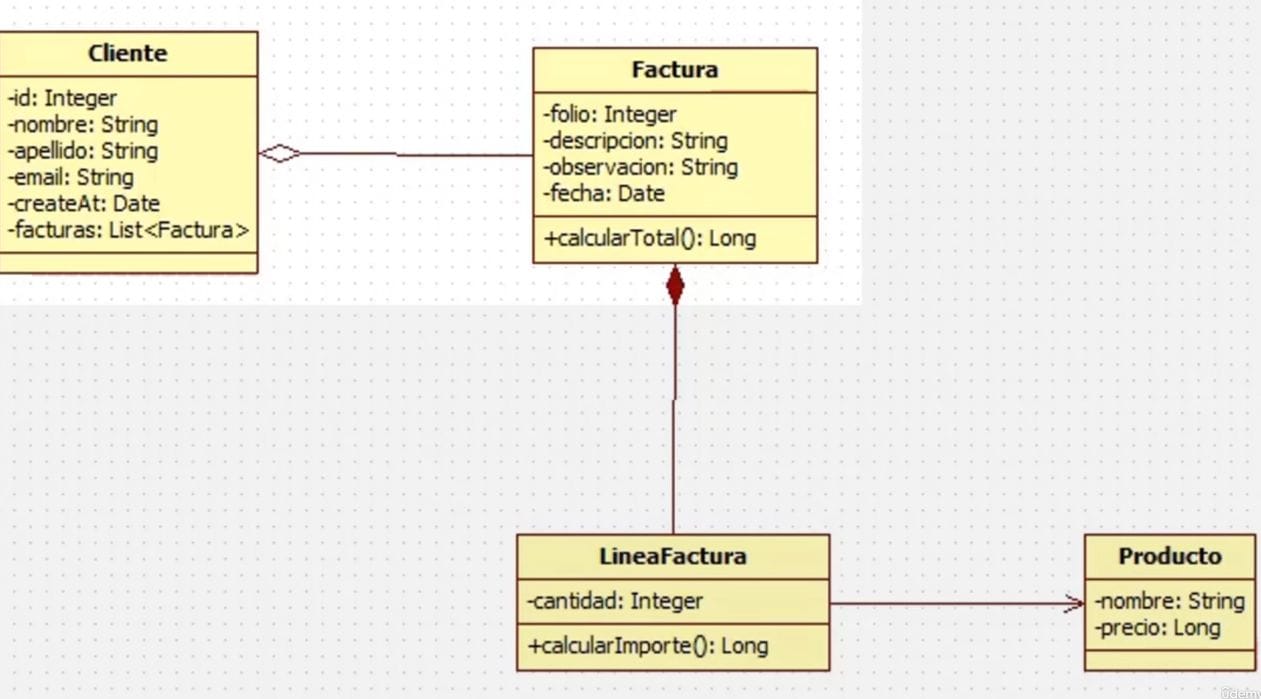 Cliente
-id: Integer
-nombre: String
-apellido: String
-email: String
-createAt: Date
-facturas: List<Factura>
Factura
-folio: Integer
-descripcion: String
-observacion: String
-fecha: Date
+calcularTotal(): Long
LineaFactura
-cantidad: Integer
+calcularImporte(): Long
Producto
-nombre: String
-precio: Long
ûdemy